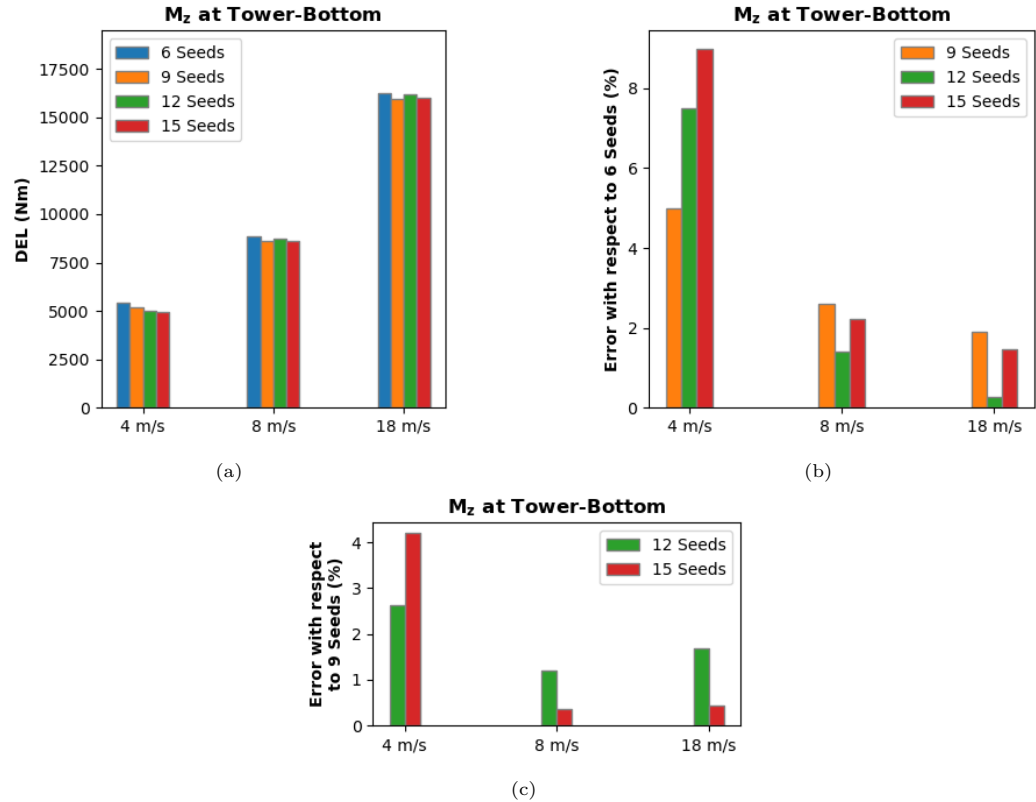 M_z at Tower-Bottom
DEL (Nm)
17500
15000
12500
10000
7500
5000
2500
0
6 Seeds
9 Seeds
12 Seeds
15 Seeds
4 m/s 8 m/s 18 m/s
(a)
M_z at Tower-Bottom
Error with respect to 6 Seeds (%)
8
6
4
2
0
9 Seeds
12 Seeds
15 Seeds
4 m/s 8 m/s 18 m/s
(b)
M_z at Tower-Bottom
Error with respect
to 9 Seeds (%)
4
3
2
1
0
12 Seeds
15 Seeds
4 m/s 8 m/s 18 m/s
(c)